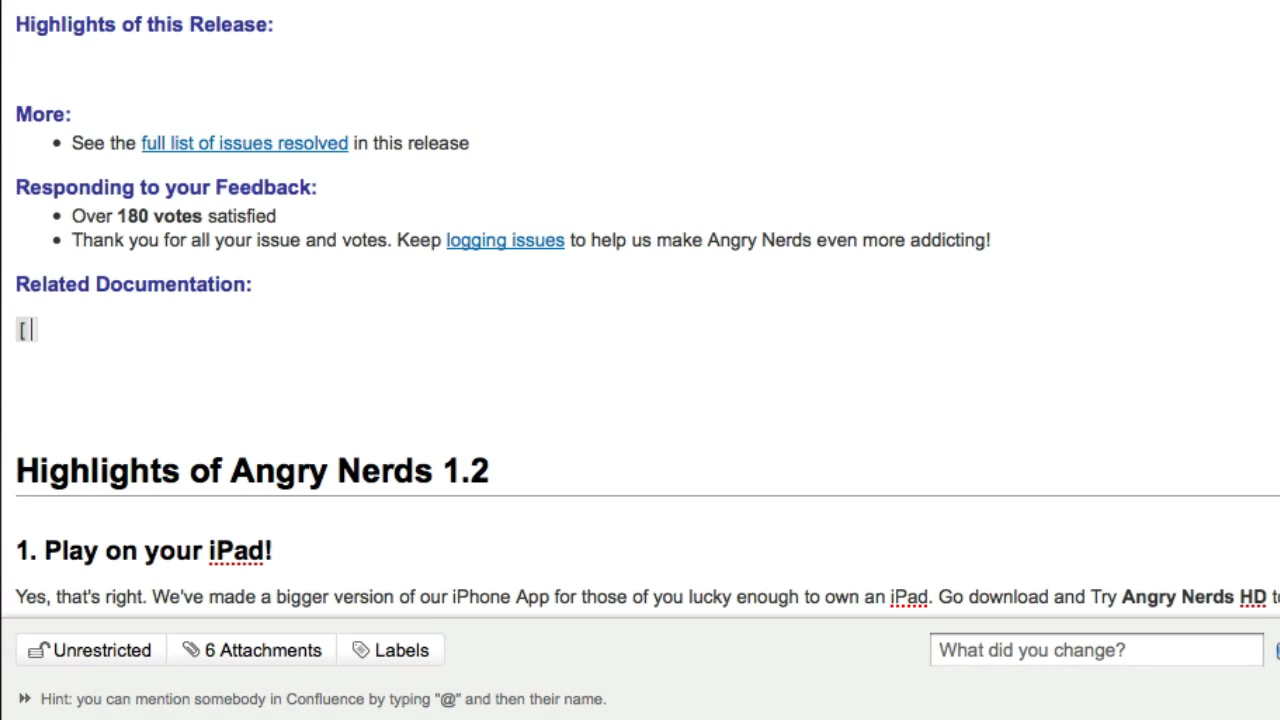 Highlights of this Release:
More:
• See the full list of issues resolved in this release
Responding to your Feedback:
• Over 180 votes satisfied
• Thank you for all your issue and votes. Keep logging issues to help us make Angry Nerds even more addicting!
Related Documentation:
[
Highlights of Angry Nerds 1.2
1. Play on your iPad!
Yes, that's right. We've made a bigger version of our iPhone App for those of you lucky enough to own an iPad. Go download and Try Angry Nerds HD
Unrestricted 6 Attachments Labels What did you change?
Hint: you can mention somebody in Confluence by typing "@" and then their name.